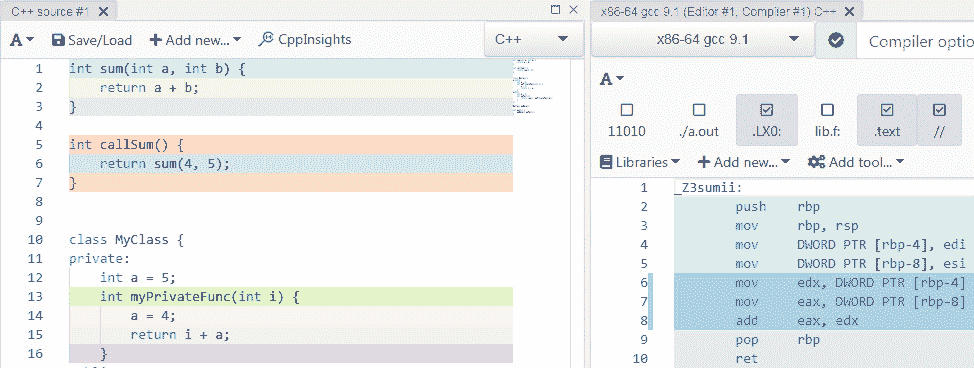 C++ source #1 ✕
A Save/Load + Add new... CppInsights C++
1 int sum(int a, int b) {
2     return a + b;
3 }
4
5 int callSum() {
6     return sum(4, 5);
7 }
8
9
10 class MyClass {
11 private:
12     int a = 5;
13     int myPrivateFunc(int i) {
14         a = 4;
15         return i + a;
16     }
x86-64 gcc 9.1 (Editor #1, Compiler #1) C++ ✕
x86-64 gcc 9.1 Compiler optio
A
11010 ./a.out .LX0: lib.f: .text //
Libraries + Add new... Add tool...
1 _Z3sumii:
2 push rbp
3 mov rbp, rsp
4 mov DWORD PTR [rbp-4], edi
5 mov DWORD PTR [rbp-8], esi
6 mov edx, DWORD PTR [rbp-4]
7 mov eax, DWORD PTR [rbp-8]
8 add eax, edx
9 pop rbp
10 ret